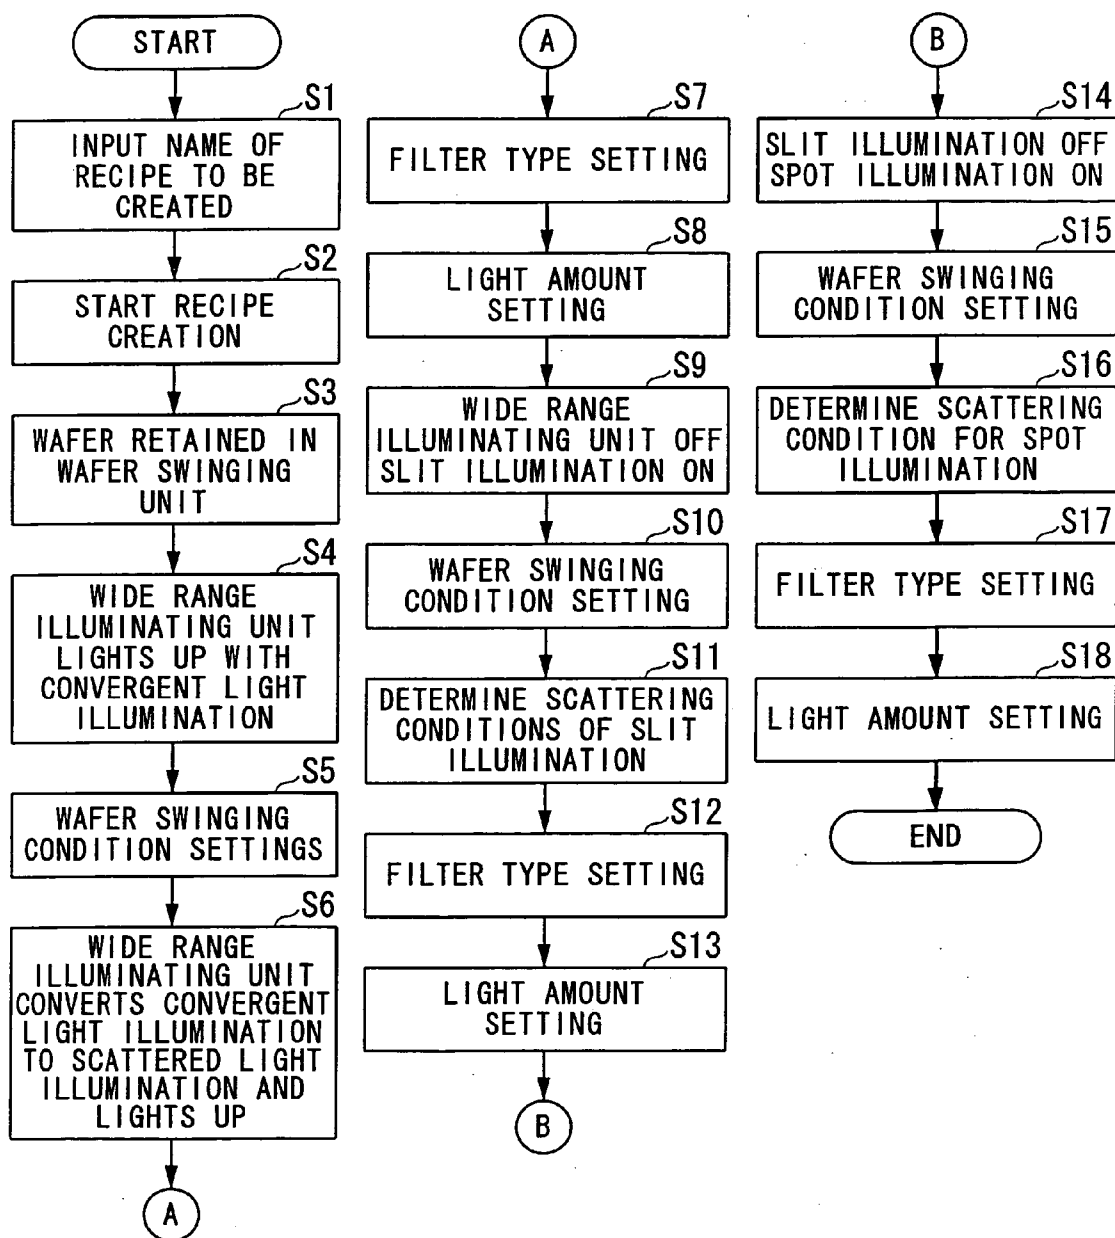 START
S1
INPUT NAME OF
RECIPE TO BE
CREATED
S2
START RECIPE
CREATION
S3
WAFER RETAINED IN
WAFER SWINGING
UNIT
S4
WIDE RANGE
ILLUMINATING UNIT
LIGHTS UP WITH
CONVERGENT LIGHT
ILLUMINATION
S5
WAFER SWINGING
CONDITION SETTINGS
S6
WIDE RANGE
ILLUMINATING UNIT
CONVERTS CONVERGENT
LIGHT ILLUMINATION
TO SCATTERED LIGHT
ILLUMINATION AND
LIGHTS UP
A
A
S7
FILTER TYPE SETTING
S8
LIGHT AMOUNT
SETTING
S9
WIDE RANGE
ILLUMINATING UNIT OFF
SLIT ILLUMINATION ON
S10
WAFER SWINGING
CONDITION SETTING
S11
DETERMINE SCATTERING
CONDITIONS OF SLIT
ILLUMINATION
S12
FILTER TYPE SETTING
S13
LIGHT AMOUNT
SETTING
B
B
S14
SLIT ILLUMINATION OFF
SPOT ILLUMINATION ON
S15
WAFER SWINGING
CONDITION SETTING
S16
DETERMINE SCATTERING
CONDITION FOR SPOT
ILLUMINATION
S17
FILTER TYPE SETTING
S18
LIGHT AMOUNT SETTING
END